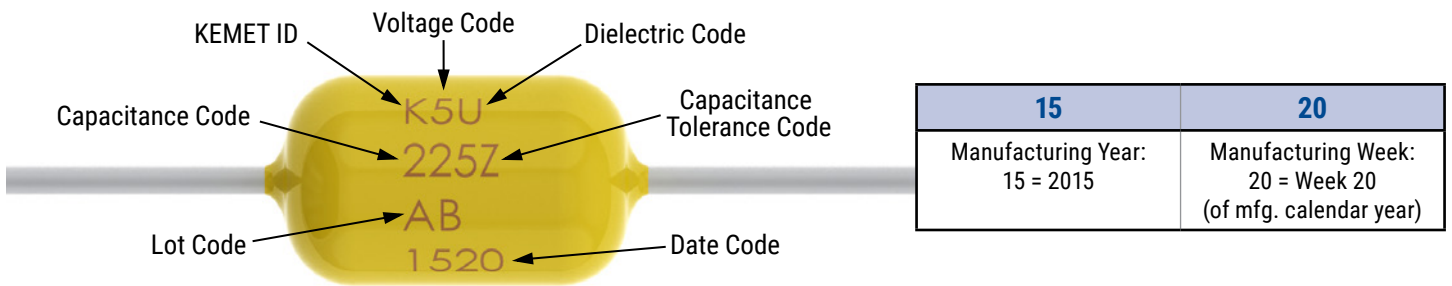 Voltage Code
KEMET ID
Dielectric Code
K5U
Capacitance Code
Capacitance
Tolerance Code
225Z
AB
Lot Code
1520
Date Code
15 20
Manufacturing Year:
15 = 2015
Manufacturing Week:
20 = Week 20
(of mfg. calendar year)